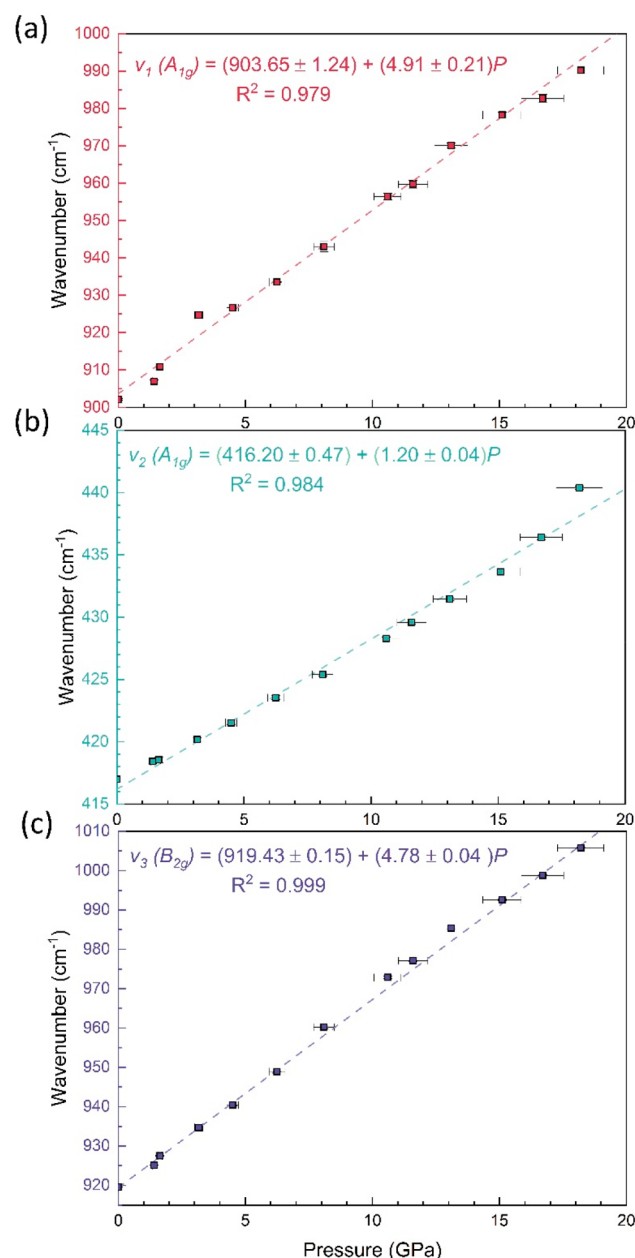 (a)
1000
990
980
970
960
950
940
930
920
910
900
Wavenumber (cm⁻¹)
ν₁ (A₁g) = (903.65 ± 1.24) + (4.91 ± 0.21)P
R² = 0.979
0 5 10 15 20
(b)
445
440
435
430
425
420
415
Wavenumber (cm⁻¹)
ν₂ (A₁g) = (416.20 ± 0.47) + (1.20 ± 0.04)P
R² = 0.984
0 5 10 15 20
(c)
1010
1000
990
980
970
960
950
940
930
920
Wavenumber (cm⁻¹)
ν₃ (B₂g) = (919.43 ± 0.15) + (4.78 ± 0.04 )P
R² = 0.999
0 5 10 15 20
Pressure (GPa)